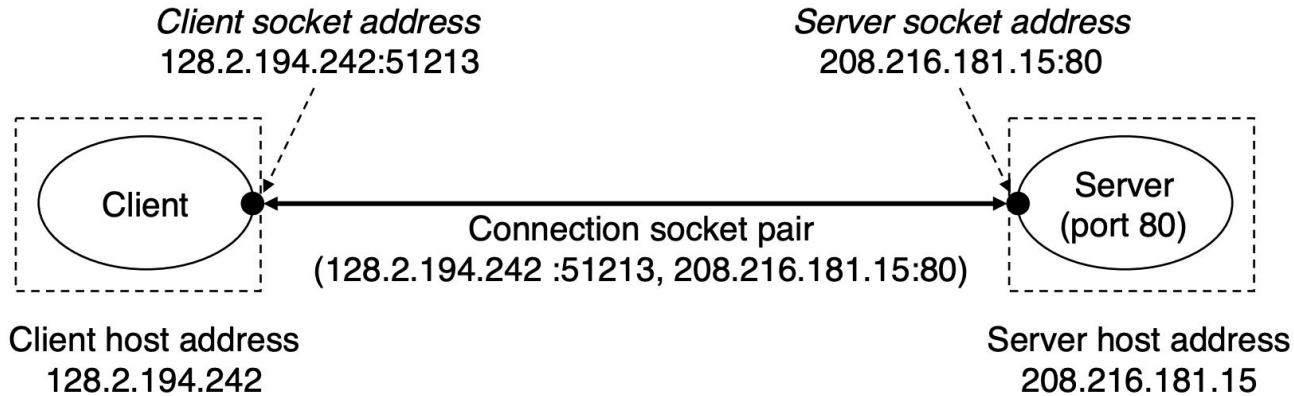 Client socket address
128.2.194.242:51213
Server socket address
208.216.181.15:80
Client
Server
(port 80)
Connection socket pair
(128.2.194.242 :51213, 208.216.181.15:80)
Client host address
128.2.194.242
Server host address
208.216.181.15